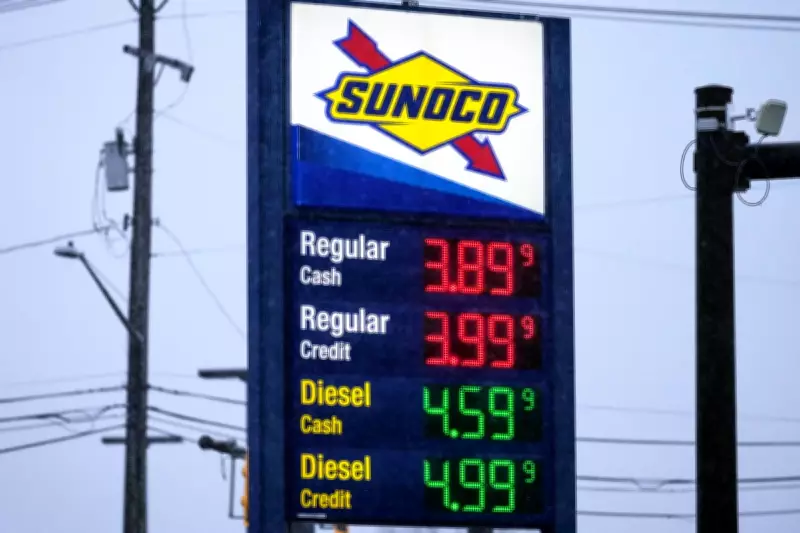 SUNOCO
Regular
Cash
3.89 9
Regular
Credit
3.99 9
Diesel
Cash
4.59 9
Diesel
Credit
4.99 9